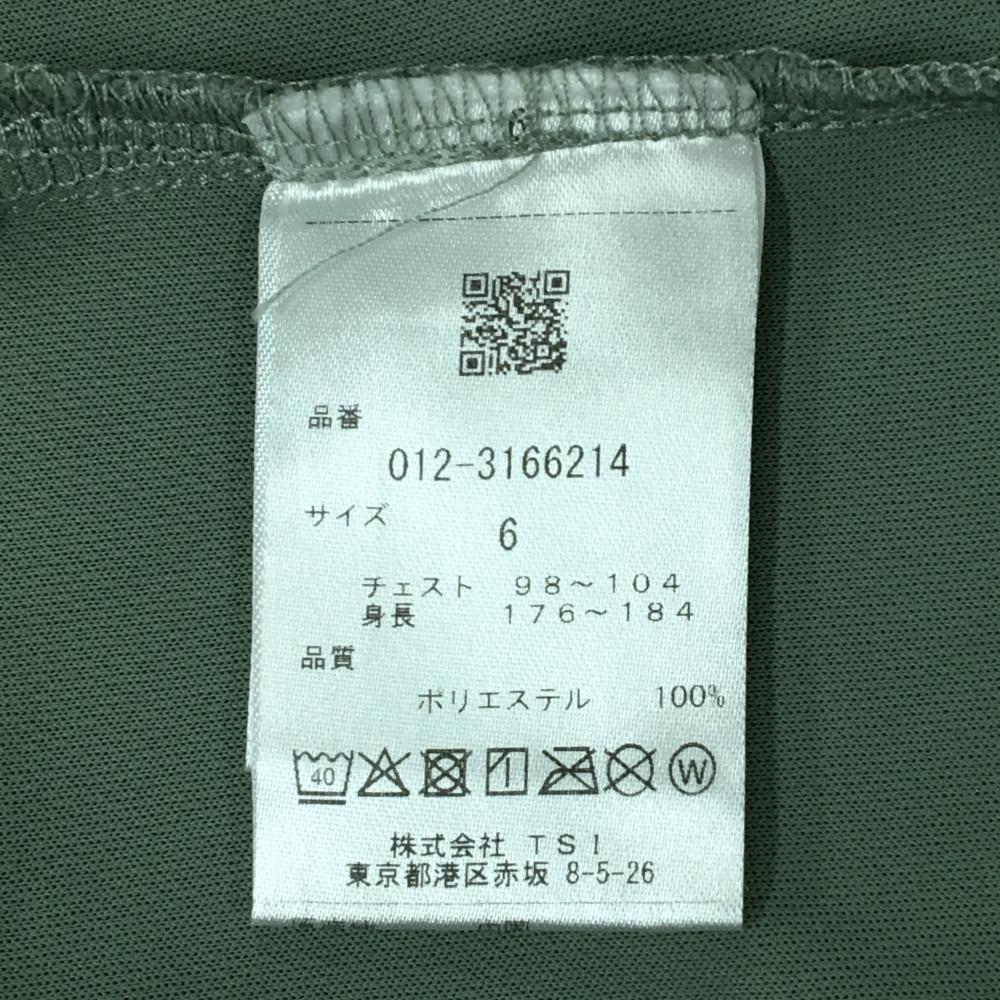 6
品番
012-3166214
サイズ
6
チェスト 98～104
身長 176～184
品質
ポリエステル 100%
40
W
株式会社 TSI
東京都港区赤坂 8-5-26